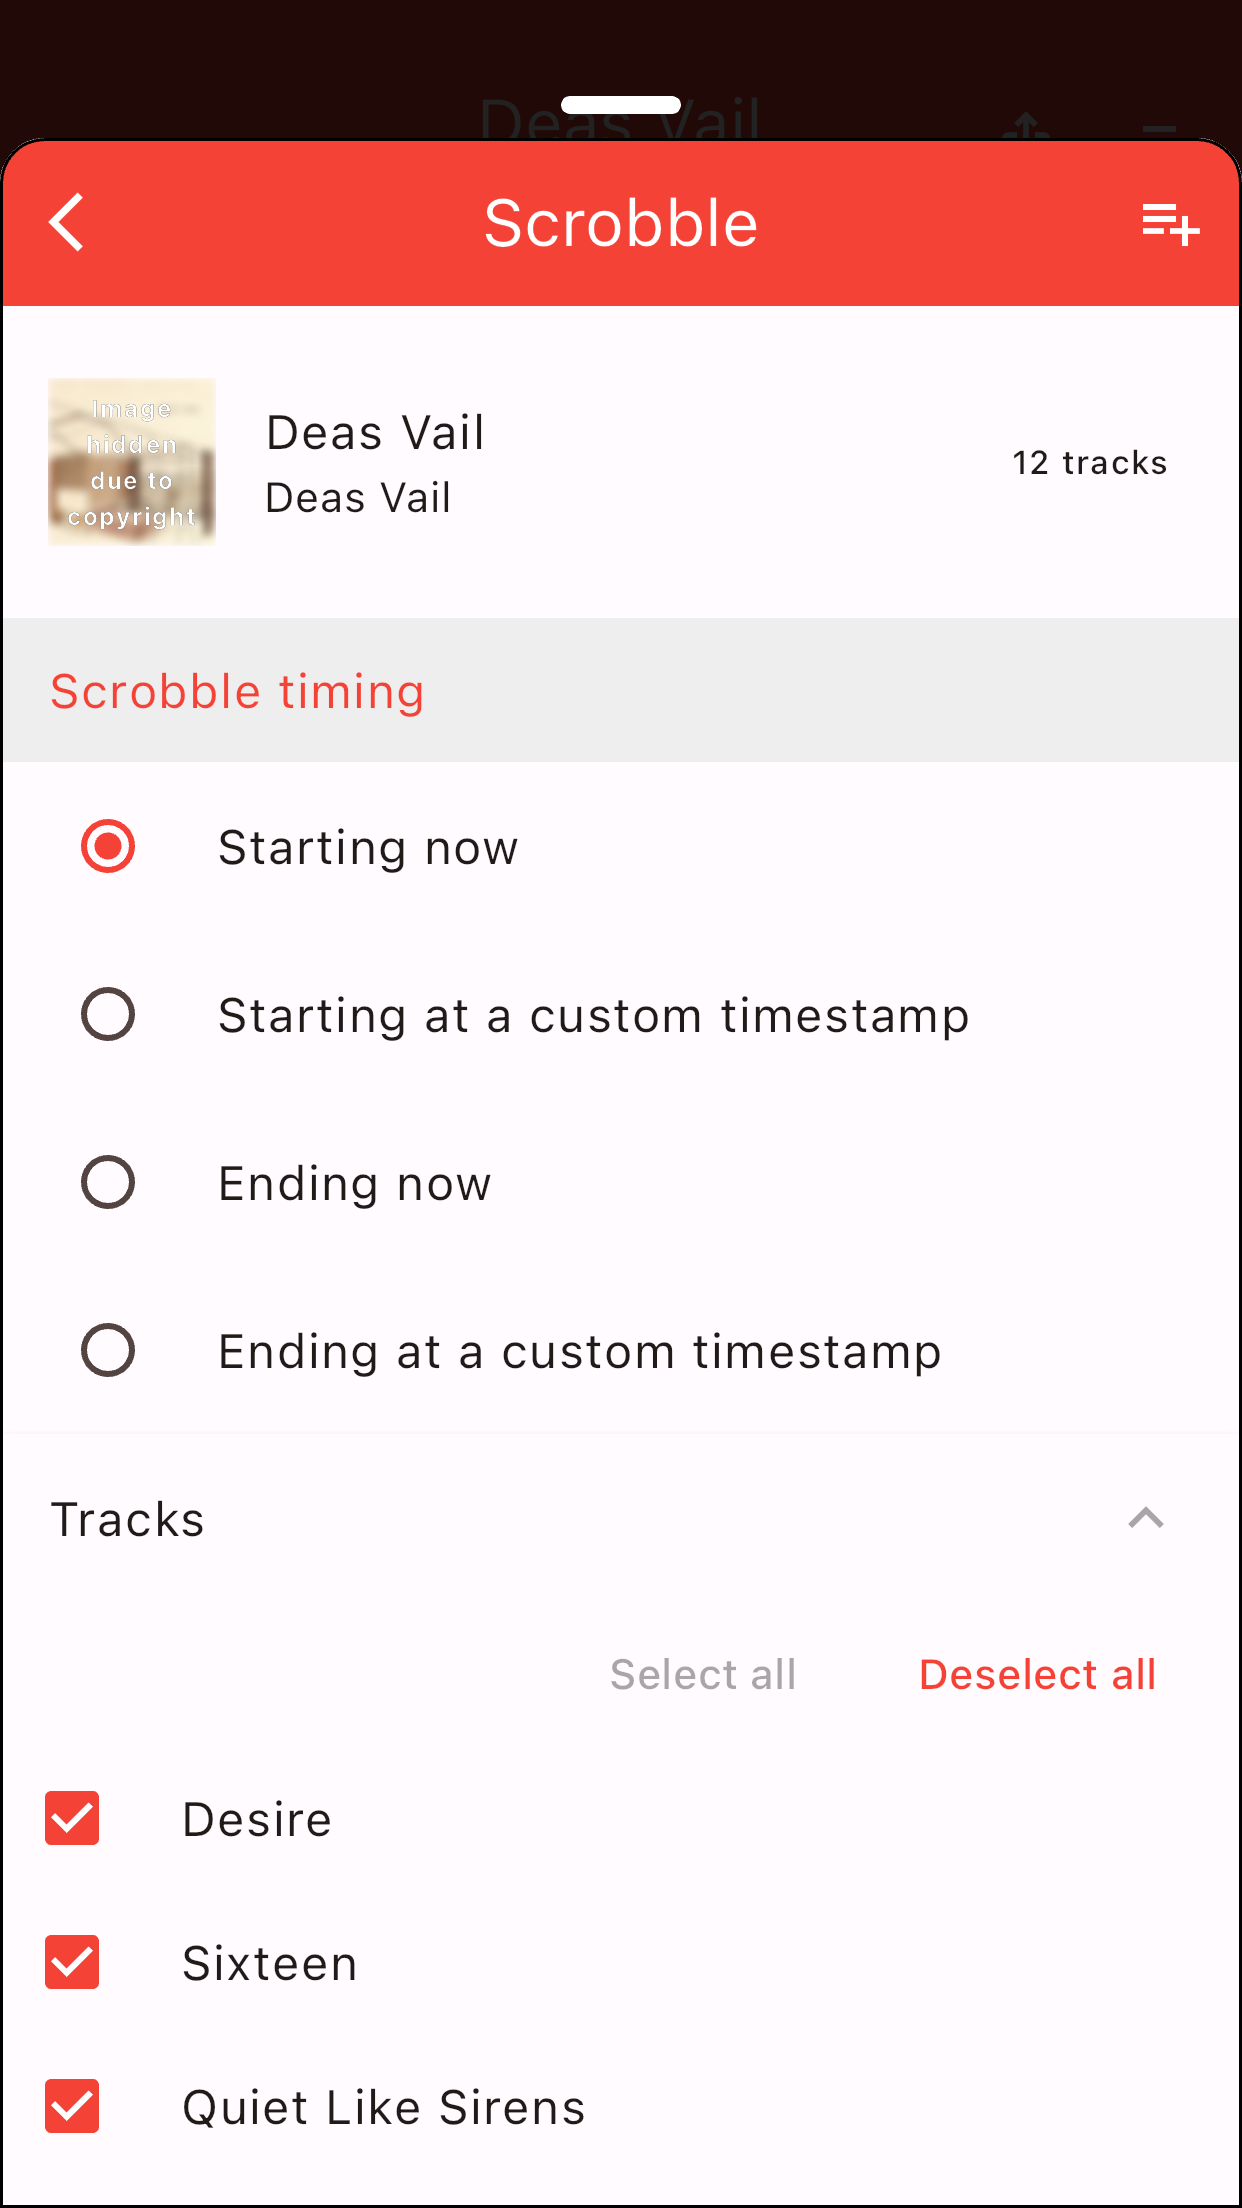 Deas Vail
Scrobble
Image
hidden
due to
copyright
Deas Vail
Deas Vail
12 tracks
Scrobble timing
Starting now
Starting at a custom timestamp
Ending now
Ending at a custom timestamp
Tracks
Select all
Deselect all
Desire
Sixteen
Quiet Like Sirens